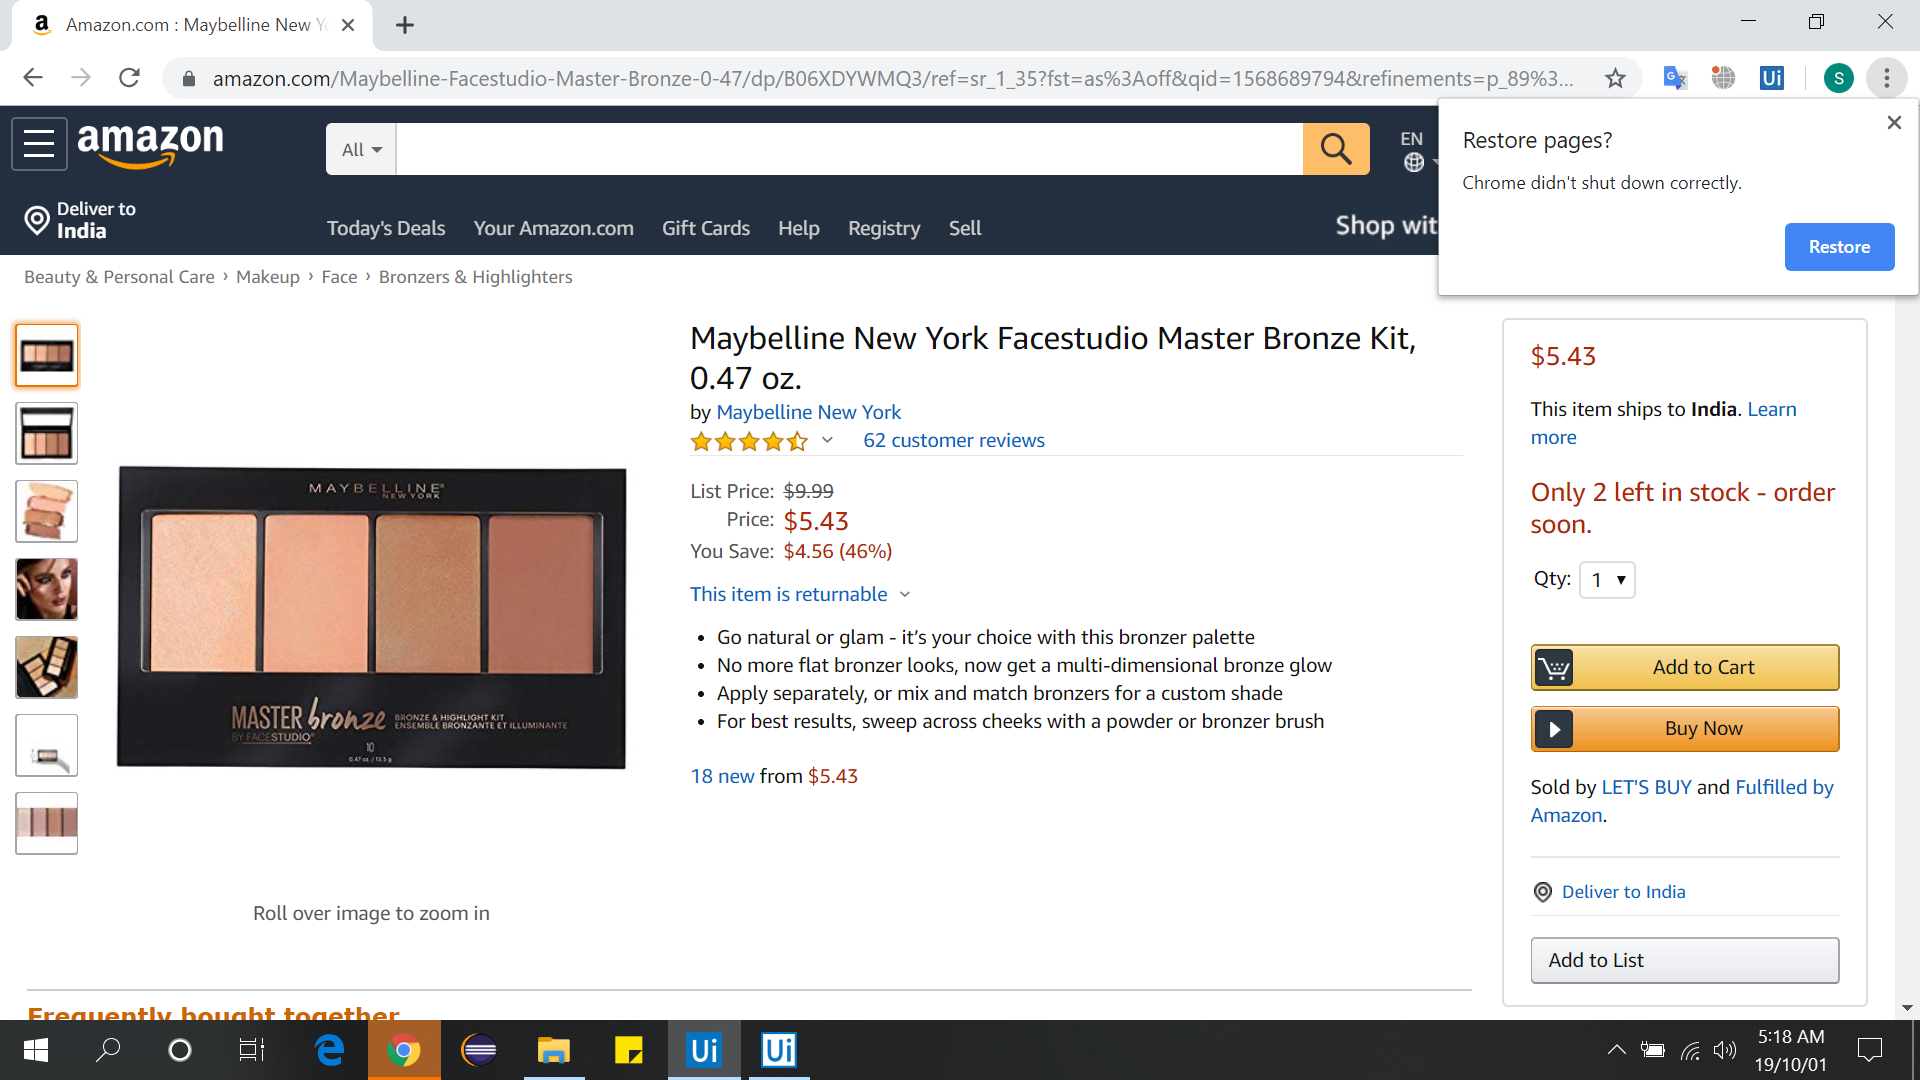 Amazon.com : Maybelline New Y
amazon.com/Maybelline-Facestudio-Master-Bronze-0-47/dp/B06XDYWMQ3/ref=sr_1_35?fst=as%3Aoff&qid=1568689794&refinements=p_89%3...
Ui
S
Restore pages?
Chrome didn't shut down correctly.
Restore
amazon
All
EN
Deliver to
India
Today's Deals
Your Amazon.com
Gift Cards
Help
Registry
Sell
Shop wit
Beauty & Personal Care › Makeup › Face › Bronzers & Highlighters
MAYBELLINE
NEW YORK
MASTER bronze
BY FACESTUDIO®
BRONZE & HIGHLIGHT KIT
ENSEMBLE BRONZANTE ET ILLUMINANTE
10
0.47 oz. / 13.5 g
Roll over image to zoom in
Maybelline New York Facestudio Master Bronze Kit,
0.47 oz.
by Maybelline New York
62 customer reviews
List Price: $9.99
Price: $5.43
You Save: $4.56 (46%)
This item is returnable
• Go natural or glam - it’s your choice with this bronzer palette
• No more flat bronzer looks, now get a multi-dimensional bronze glow
• Apply separately, or mix and match bronzers for a custom shade
• For best results, sweep across cheeks with a powder or bronzer brush
18 new from $5.43
$5.43
This item ships to India. Learn
more
Only 2 left in stock - order
soon.
Qty: 1
Add to Cart
Buy Now
Sold by LET'S BUY and Fulfilled by
Amazon.
Deliver to India
Add to List
Frequently bought together
Ui
Ui
5:18 AM
19/10/01